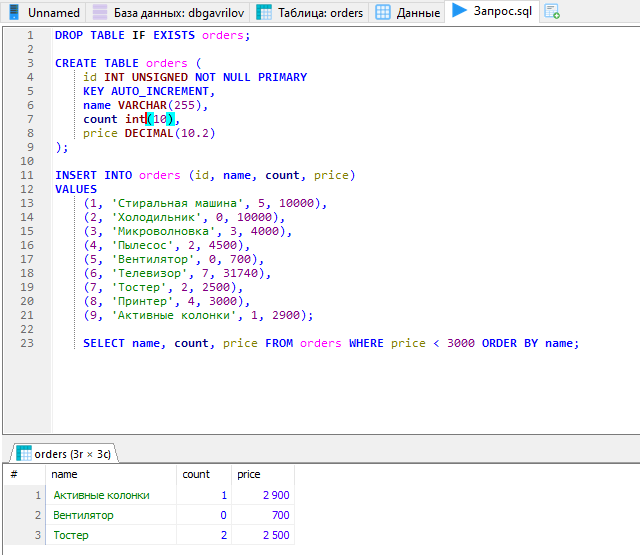 Unnamed База данных: dbgavrilov Таблица: orders Данные Запрос.sql
1 DROP TABLE IF EXISTS orders;
2
3 CREATE TABLE orders (
4 id INT UNSIGNED NOT NULL PRIMARY
5 KEY AUTO_INCREMENT,
6 name VARCHAR(255),
7 count int(10),
8 price DECIMAL(10.2)
9 );
10
11 INSERT INTO orders (id, name, count, price)
12 VALUES
13 (1, 'Стиральная машина', 5, 10000),
14 (2, 'Холодильник', 0, 10000),
15 (3, 'Микроволновка', 3, 4000),
16 (4, 'Пылесос', 2, 4500),
17 (5, 'Вентилятор', 0, 700),
18 (6, 'Телевизор', 7, 31740),
19 (7, 'Тостер', 2, 2500),
20 (8, 'Принтер', 4, 3000),
21 (9, 'Активные колонки', 1, 2900);
22
23 SELECT name, count, price FROM orders WHERE price < 3000 ORDER BY name;
orders (3r × 3c)
# name count price
1 Активные колонки 1 2 900
2 Вентилятор 0 700
3 Тостер 2 2 500